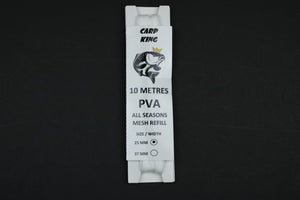 CARP
KING
10 METRES
PVA
ALL SEASONS
MESH REFILL
SIZE / WIDTH
25 MM
37 MM